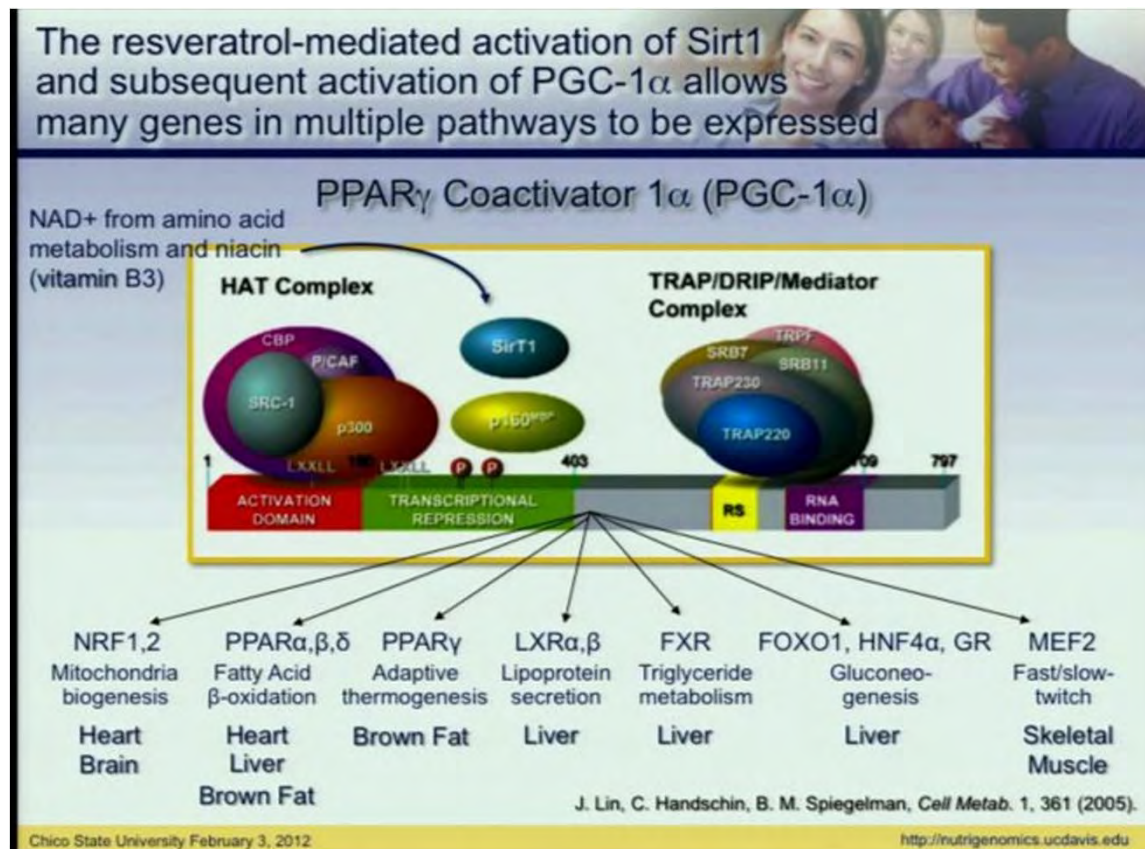 The resveratrol-mediated activation of Sirt1
and subsequent activation of PGC-1α allows
many genes in multiple pathways to be expressed
PPARγ Coactivator 1α (PGC-1α)
NAD+ from amino acid
metabolism and niacin
(vitamin B3)
HAT Complex
TRAP/DRIP/Mediator
Complex
CBP
P/CAF
SRC-1
p300
SirT1
p160
TRPF
SRB7
SRB11
TRAP230
TRAP220
1
LXXLL
LXXLL
P
P
403
709
797
ACTIVATION
DOMAIN
TRANSCRIPTIONAL
REPRESSION
RS
RNA
BINDING
NRF1,2
Mitochondria
biogenesis
Heart
Brain
PPARα,β,δ
Fatty Acid
β-oxidation
Heart
Liver
Brown Fat
PPARγ
Adaptive
thermogenesis
Brown Fat
LXRα,β
Lipoprotein
secretion
Liver
FXR
Triglyceride
metabolism
Liver
FOXO1, HNF4α, GR
Gluconeo-
genesis
Liver
MEF2
Fast/slow-
twitch
Skeletal
Muscle
J. Lin, C. Handschin, B. M. Spiegelman, Cell Metab. 1, 361 (2005).
Chico State University February 3, 2012
http://nutrigenomics.ucdavis.edu